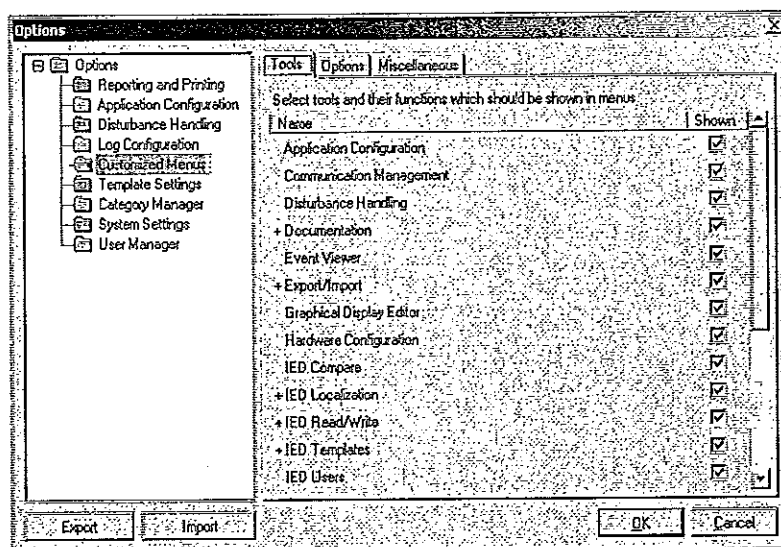 Options
Options
Reporting and Printing
Application Configuration
Disturbance Handling
Log Configuration
Customized Menus
Template Settings
Category Manager
System Settings
User Manager
Tools Options Miscellaneous
Select tools and their functions which should be shown in menus
Name Shown
Application Configuration
Communication Management
Disturbance Handling
+ Documentation
Event Viewer
+ Export/Import
Graphical Display Editor
Hardware Configuration
IED Compare
+ IED Localization
+ IED Read/Write
+ IED Templates
IED Users
Export Import OK Cancel